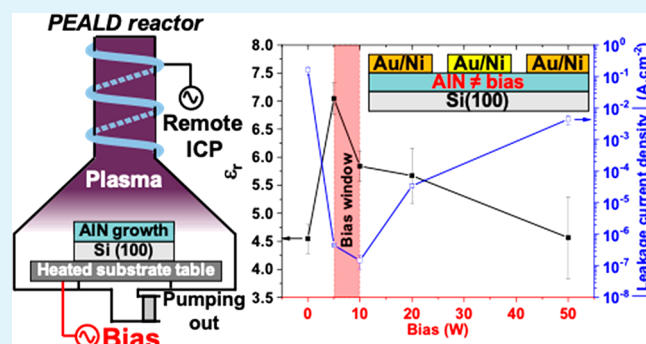 PEALD reactor
Remote
ICP
Plasma
AlN growth
Si (100)
Heated substrate table
Pumping
out
Bias
8.0
7.5
7.0
6.5
6.0
5.5
5.0
4.5
4.0
3.5
εr
0 10 20 30 40 50
Bias (W)
Bias window
Au/Ni Au/Ni Au/Ni
AlN ≠ bias
Si(100)
10^0
10^-1
10^-2
10^-3
10^-4
10^-5
10^-6
10^-7
10^-8
|Leakage current density| (A.cm^-2)